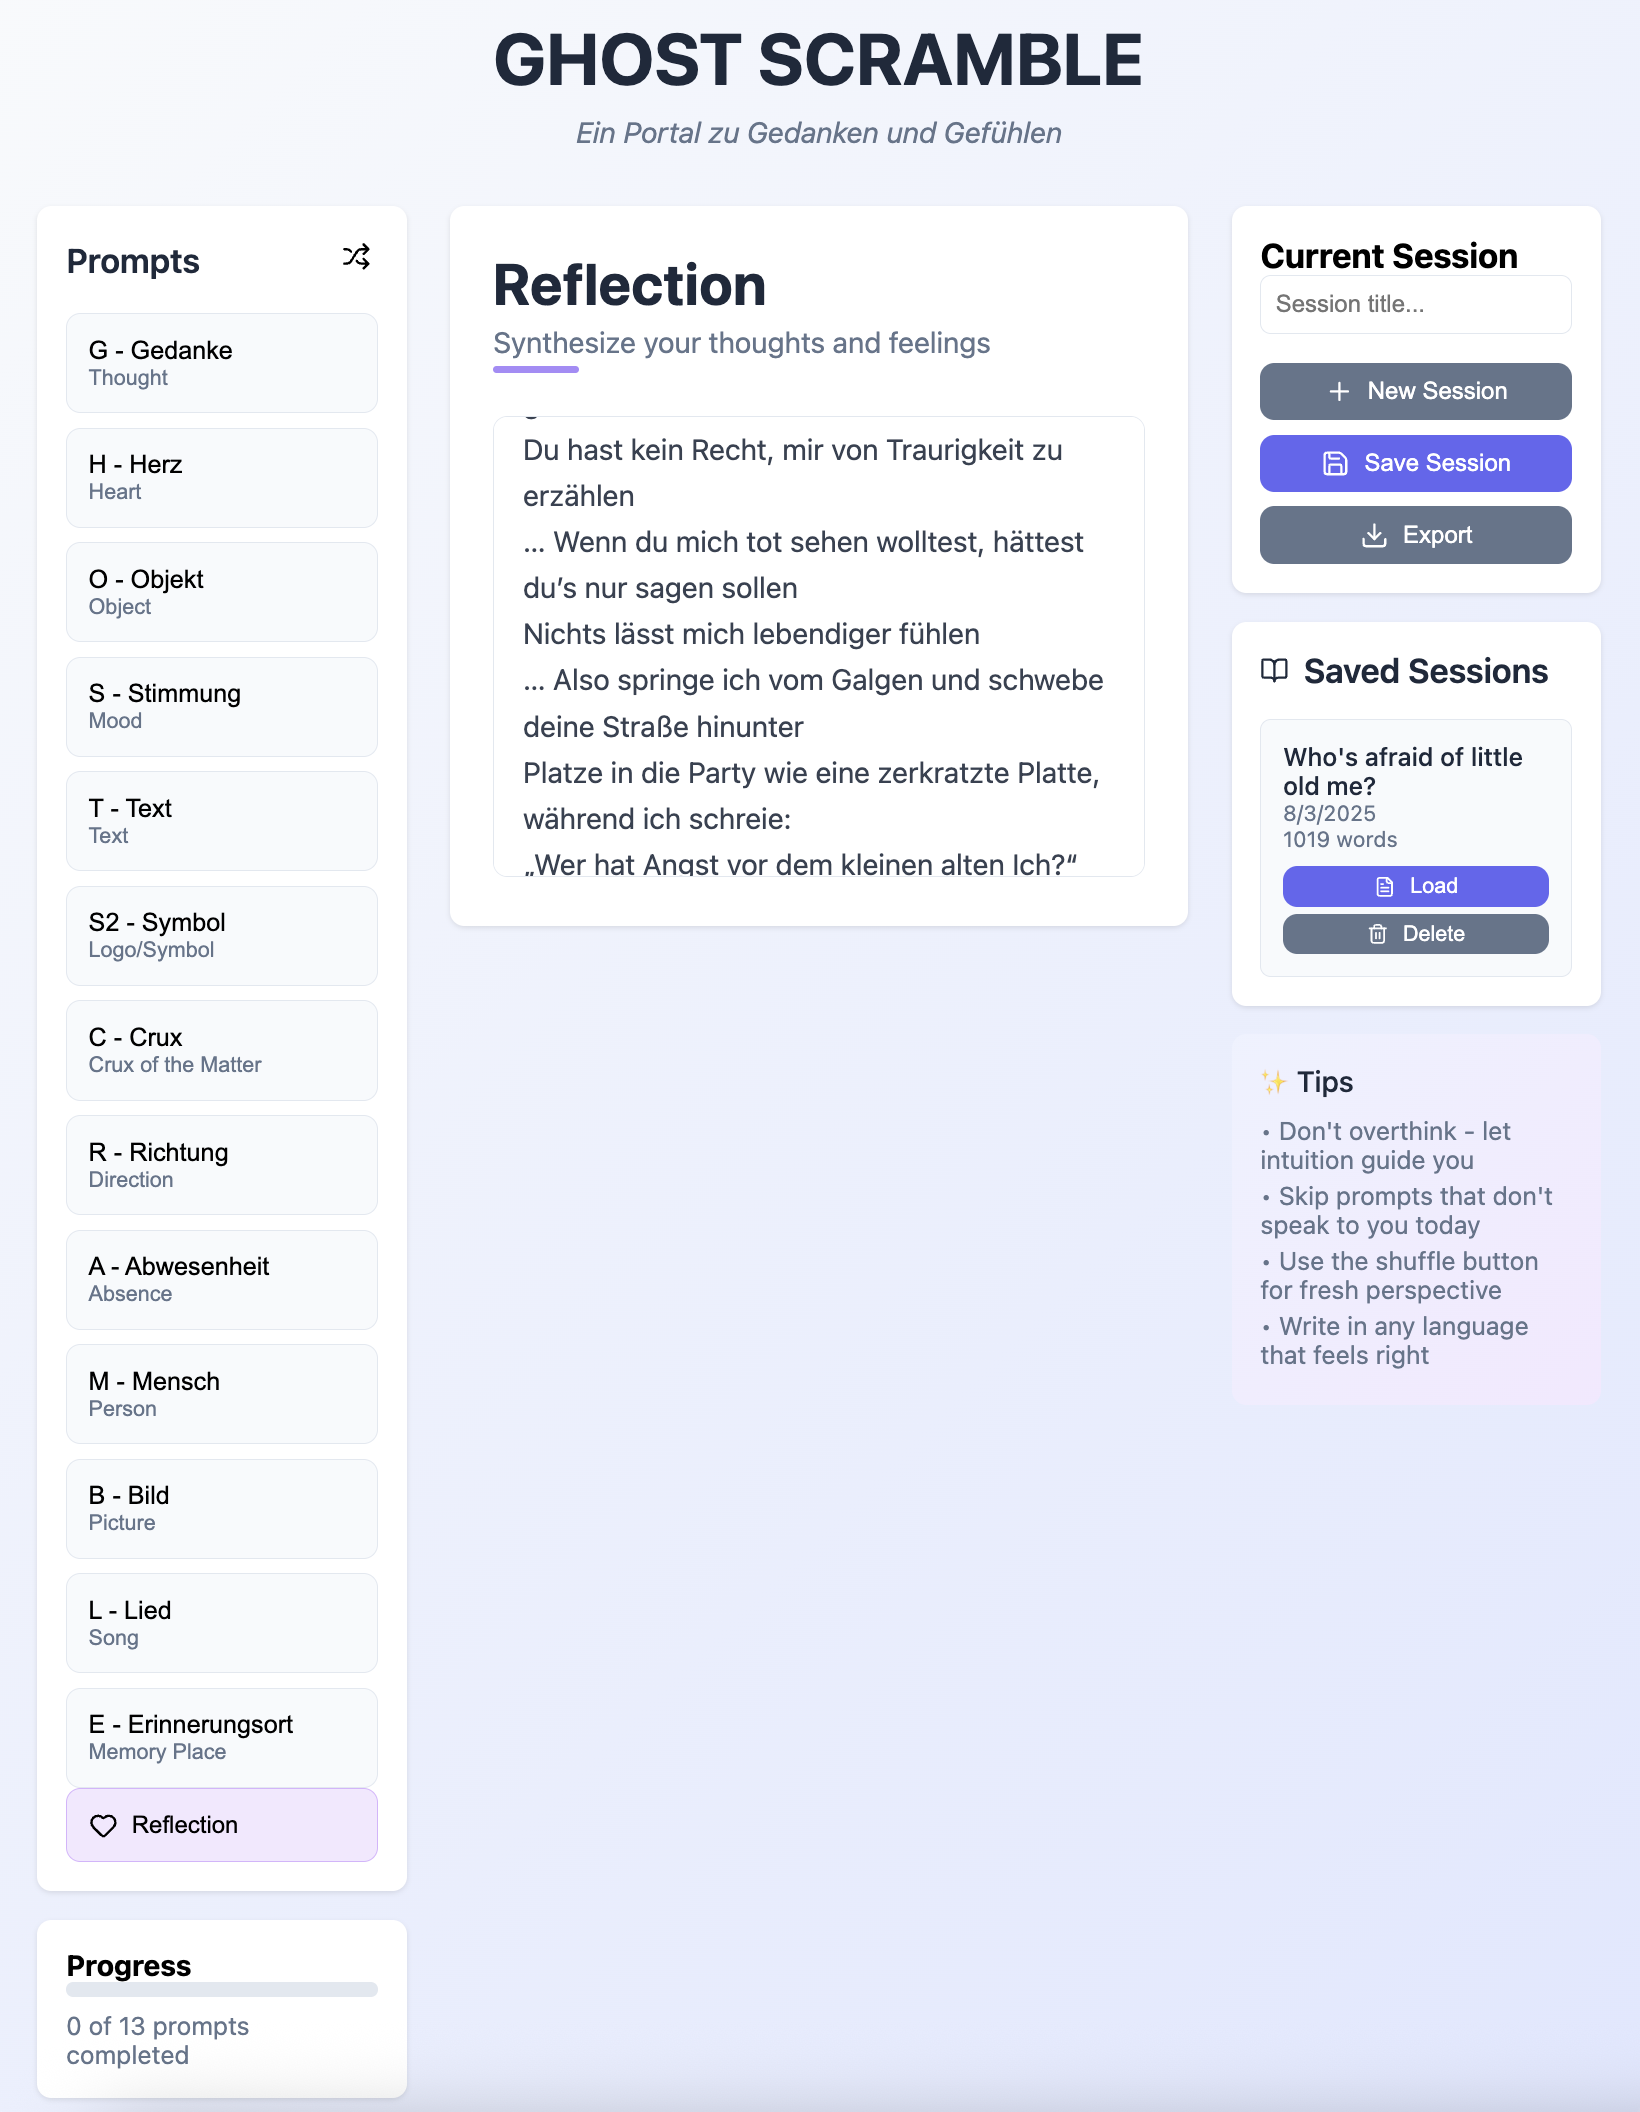 GHOST SCRAMBLE
Ein Portal zu Gedanken und Gefühlen
Prompts
G - Gedanke
Thought
H - Herz
Heart
O - Objekt
Object
S - Stimmung
Mood
T - Text
Text
S2 - Symbol
Logo/Symbol
C - Crux
Crux of the Matter
R - Richtung
Direction
A - Abwesenheit
Absence
M - Mensch
Person
B - Bild
Picture
L - Lied
Song
E - Erinnerungsort
Memory Place
Reflection
Progress
0 of 13 prompts
completed
Reflection
Synthesize your thoughts and feelings
Du hast kein Recht, mir von Traurigkeit zu
erzählen
... Wenn du mich tot sehen wolltest, hättest
du’s nur sagen sollen
Nichts lässt mich lebendiger fühlen
... Also springe ich vom Galgen und schwebe
deine Straße hinunter
Platze in die Party wie eine zerkratzte Platte,
während ich schreie:
„Wer hat Angst vor dem kleinen alten Ich?“
Current Session
Session title...
New Session
Save Session
Export
Saved Sessions
Who's afraid of little
old me?
8/3/2025
1019 words
Load
Delete
✨ Tips
• Don't overthink - let
intuition guide you
• Skip prompts that don't
speak to you today
• Use the shuffle button
for fresh perspective
• Write in any language
that feels right